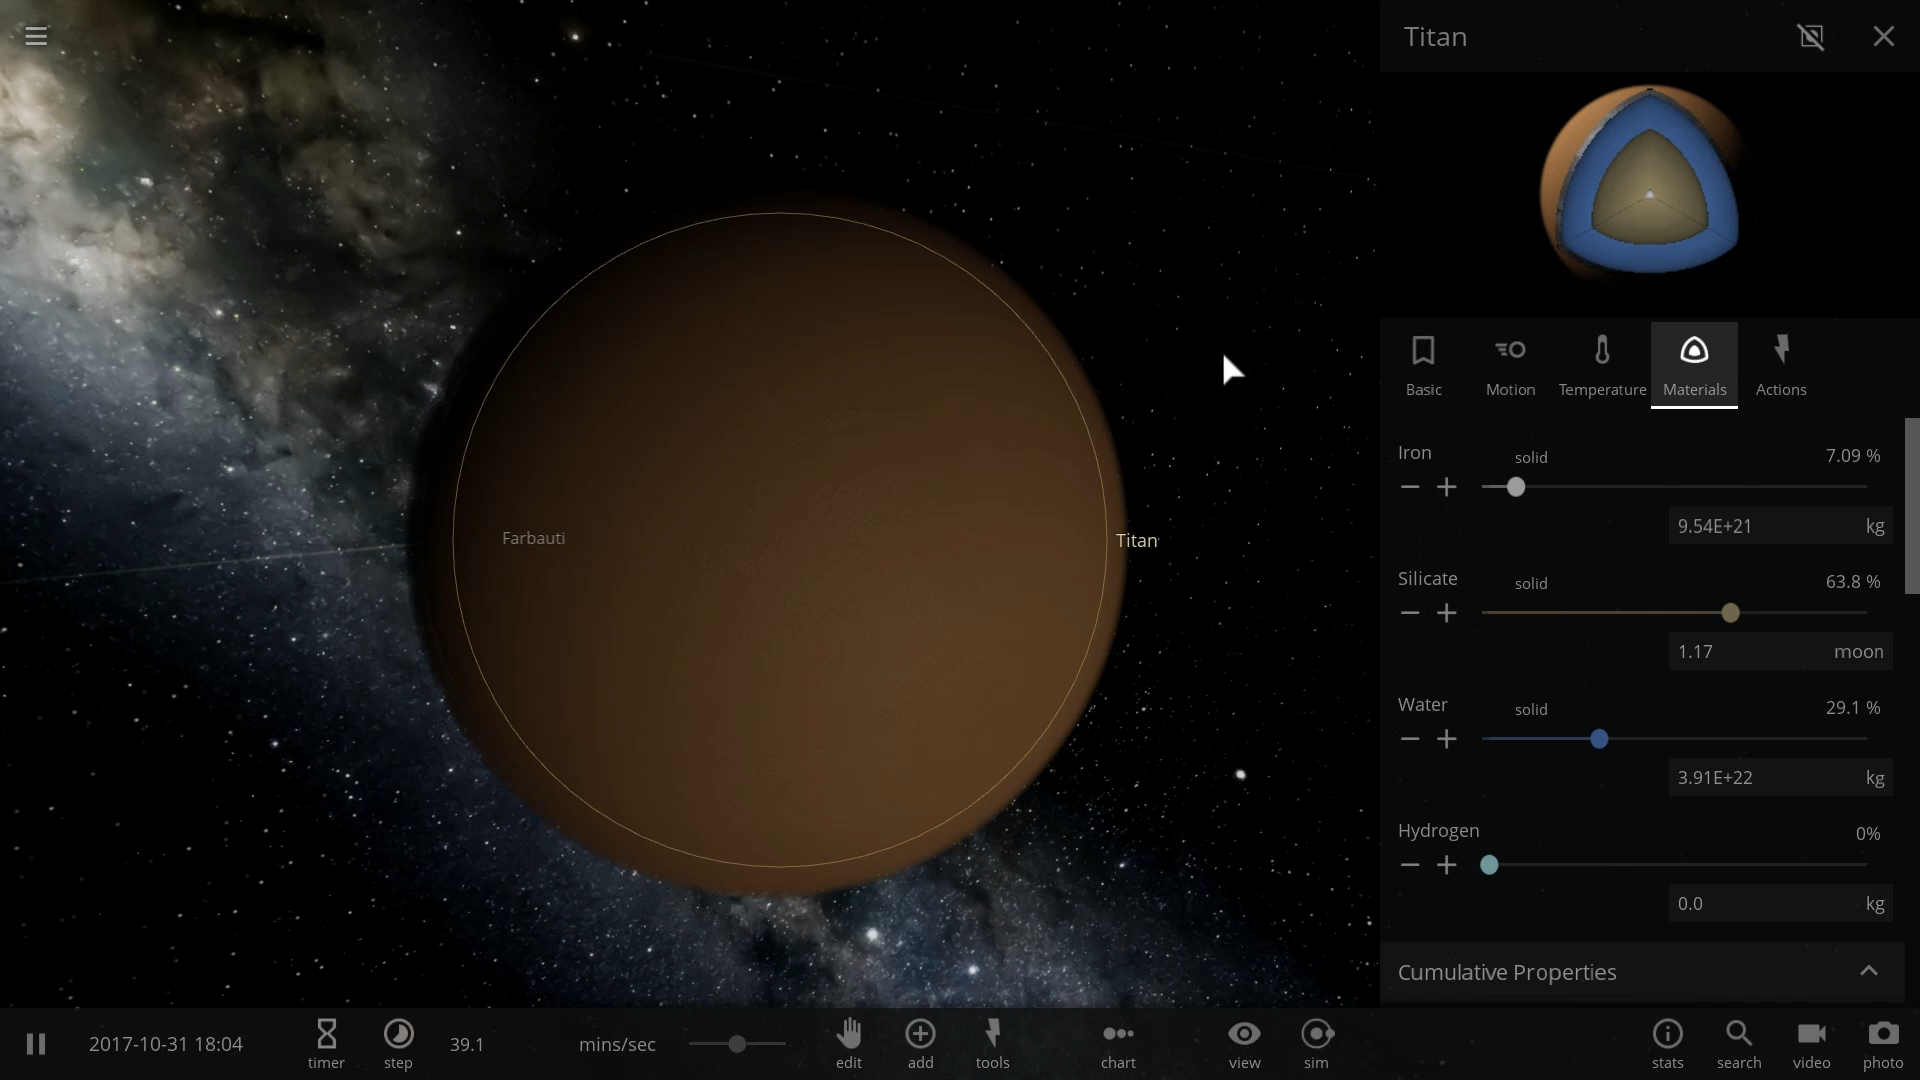 Titan
Basic
Motion
Temperature
Materials
Actions
Iron
solid
7.09 %
9.54E+21 kg
Silicate
solid
63.8 %
1.17 moon
Water
solid
29.1 %
3.91E+22 kg
Hydrogen
0%
0.0 kg
Cumulative Properties
Farbauti
Titan
2017-10-31 18:04
timer
step
39.1
mins/sec
edit
add
tools
chart
view
sim
stats
search
video
photo